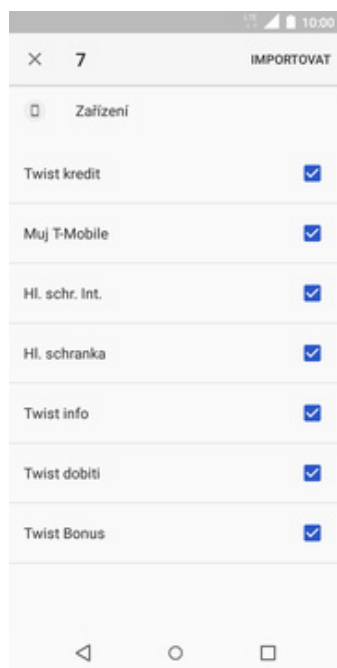 LTE 10:00
7 IMPORTOVAT
Zařízení
Twist kredit
Muj T-Mobile
Hl. schr. Int.
Hl. schranka
Twist info
Twist dobiti
Twist Bonus